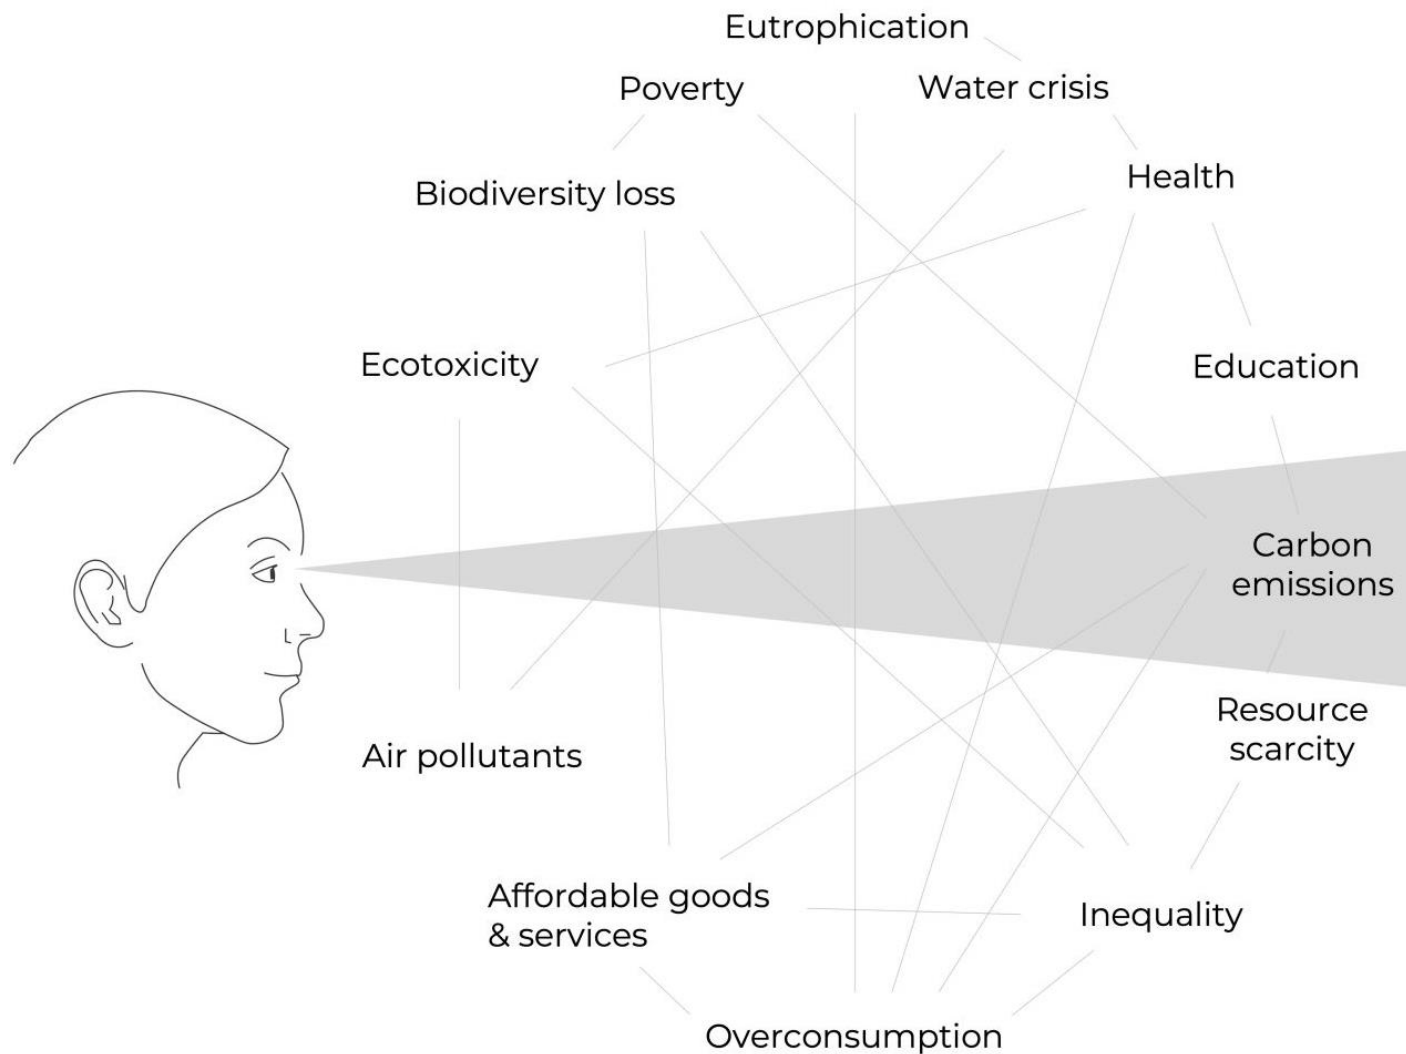 Eutrophication
Poverty
Water crisis
Biodiversity loss
Health
Ecotoxicity
Education
Carbon
emissions
Resource
scarcity
Air pollutants
Affordable goods
& services
Inequality
Overconsumption